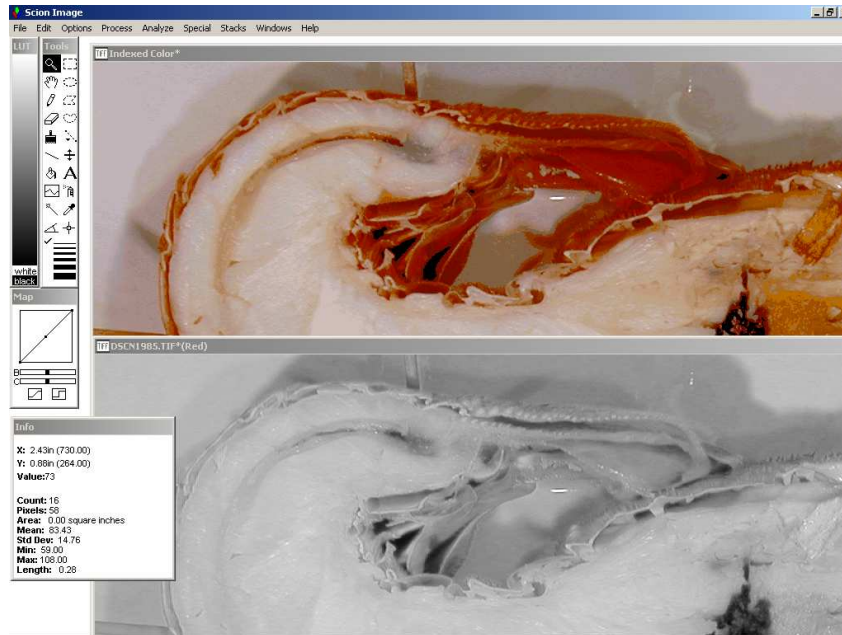 Scion Image
File Edit Options Process Analyze Special Stacks Windows Help
LUT
Tools
Indexed Color*
A
white
black
Map
B
C
DSCN1985.TIF*(Red)
Info
X: 2.43in (730.00)
Y: 0.88in (264.00)
Value:73
Count: 16
Pixels: 58
Area: 0.00 square inches
Mean: 83.43
Std Dev: 14.76
Min: 59.00
Max: 108.00
Length: 0.28